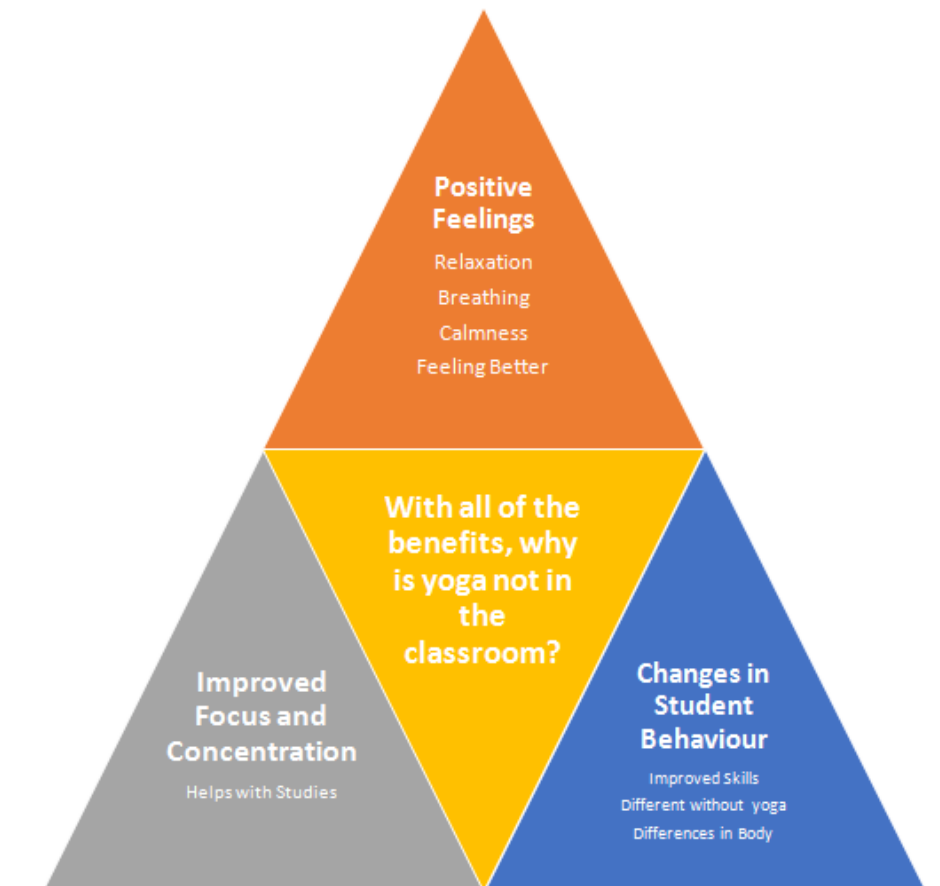 Positive
Feelings
Relaxation
Breathing
Calmness
Feeling Better
With all of the
benefits, why
is yoga not in
the
classroom?
Improved
Focus and
Concentration
Helps with Studies
Changes in
Student
Behaviour
Improved Skills
Different without yoga
Differences in Body